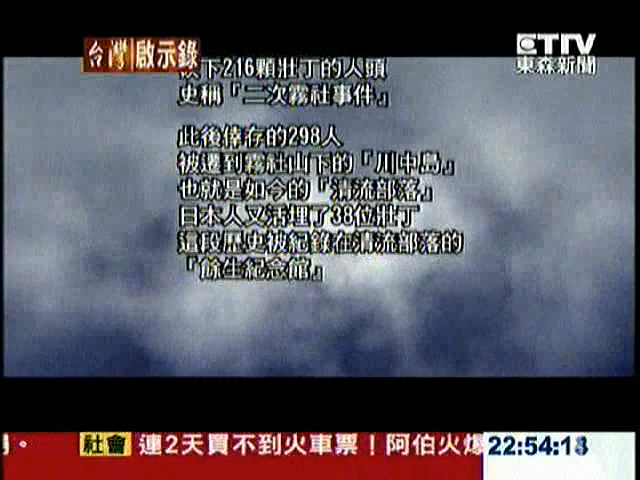 台灣啟示錄
ETTV
東森新聞
砍下216顆壯丁的人頭
史稱「二次霧社事件」
此後倖存的298人
被遷到霧社山下的「川中島」
也就是如今的「清流部落」
日本人又活埋了38位壯丁
這段歷史被紀錄在清流部落的
「餘生紀念館」
社會 連2天買不到火車票！阿伯火爆
22:54:18